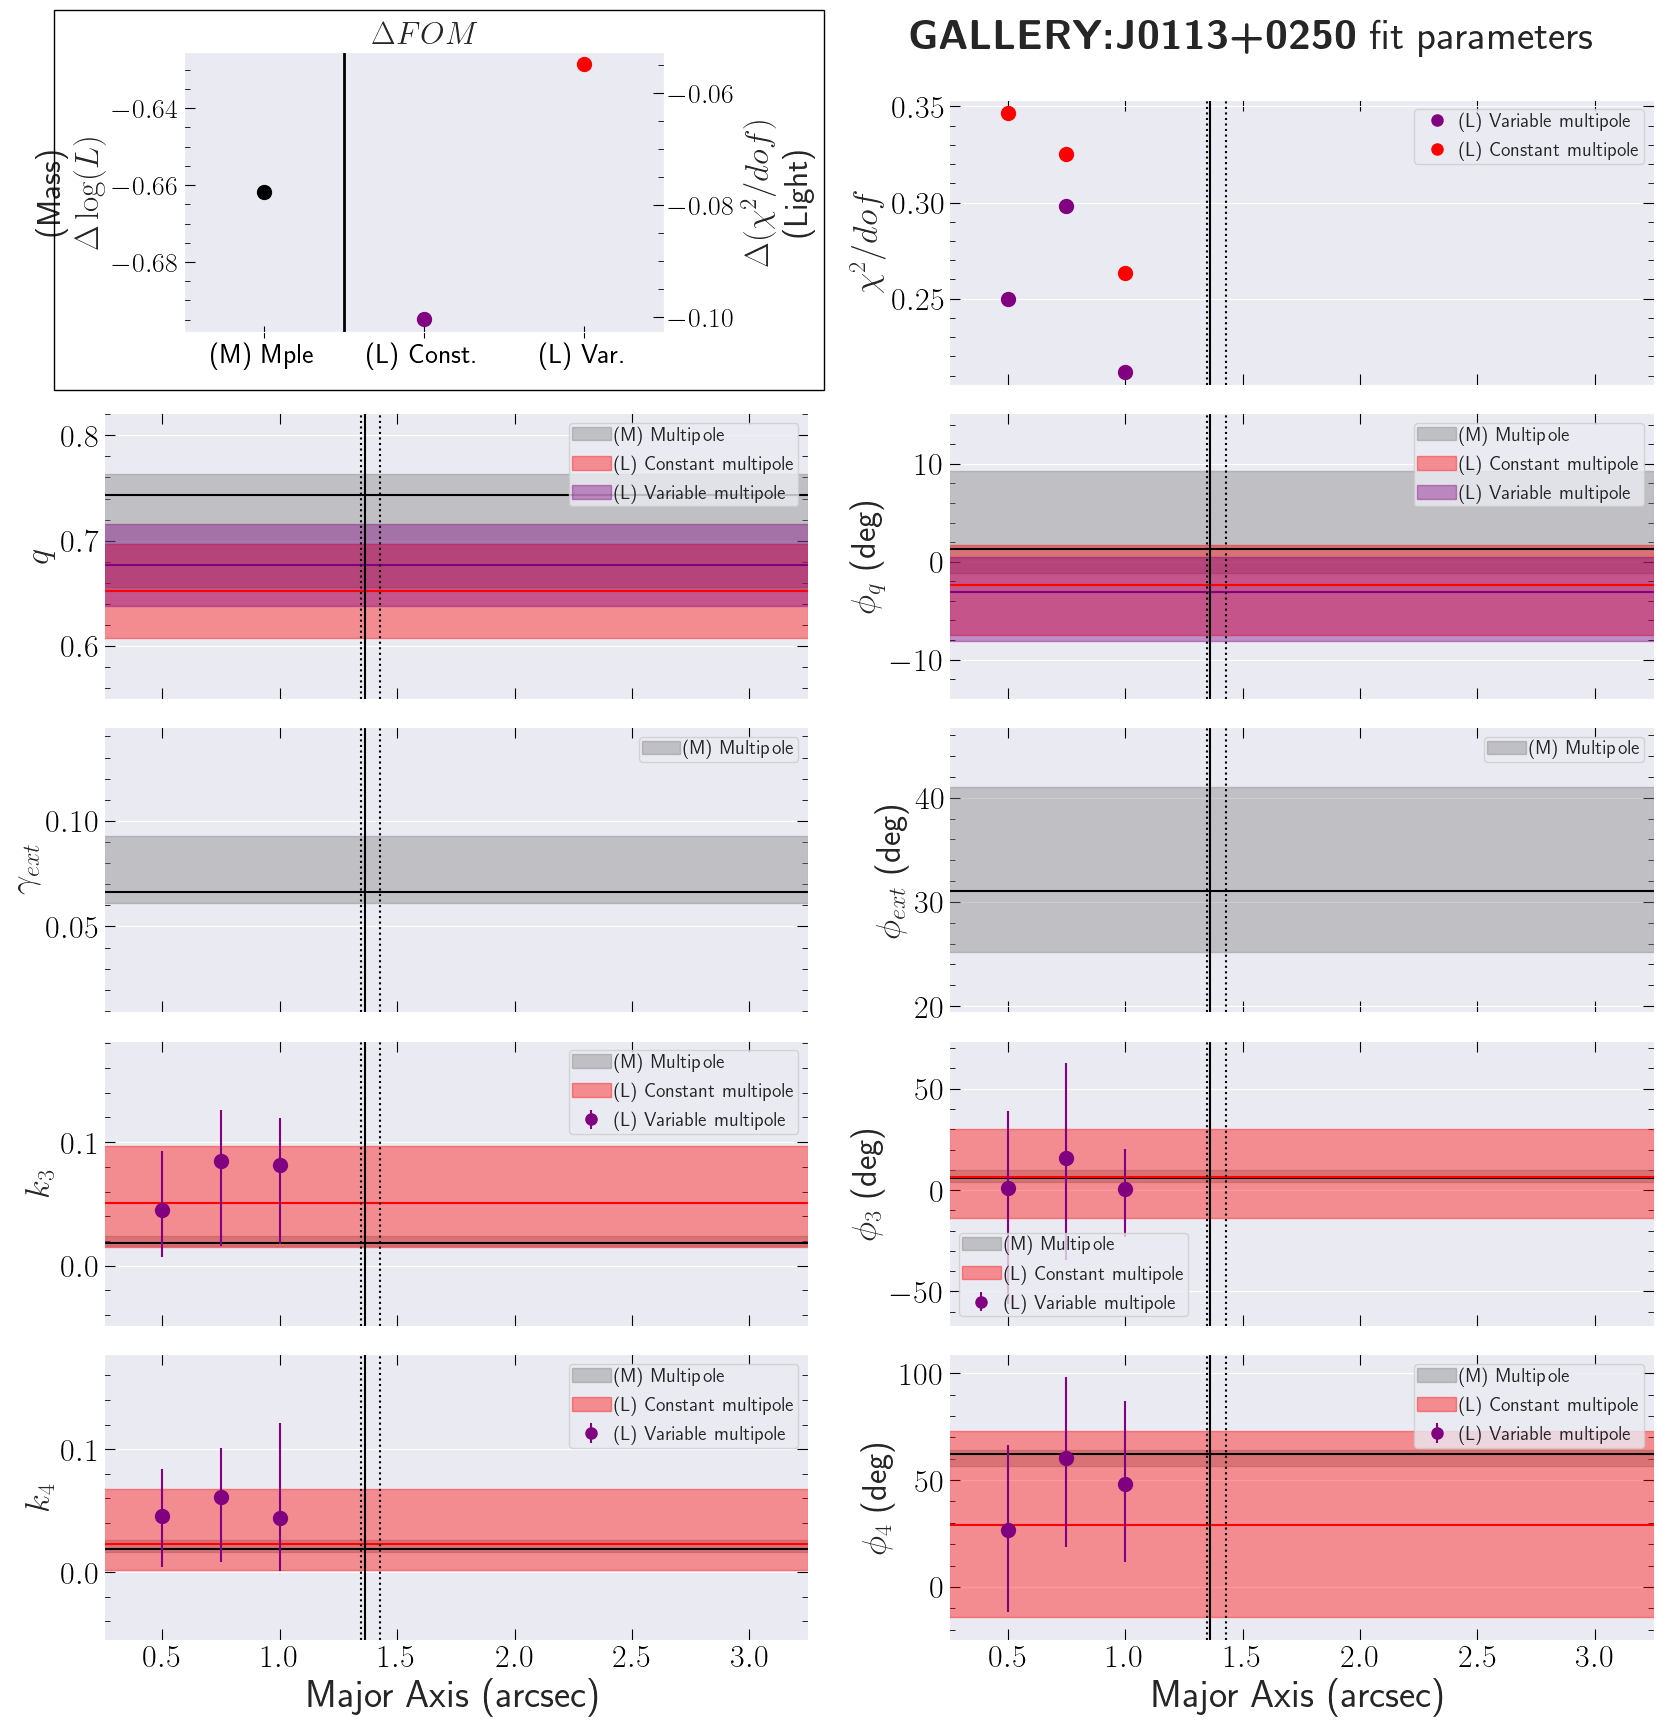 ΔFOM
GALLERY:J0113+0250 fit parameters
(Mass)
Δ log(L)
−0.64
−0.66
−0.68
−0.06
−0.08
−0.10
Δ(χ²/dof)
(Light)
(M) Mple
(L) Const.
(L) Var.
χ²/dof
0.35
0.30
0.25
(L) Variable multipole
(L) Constant multipole
q
0.8
0.7
0.6
(M) Multipole
(L) Constant multipole
(L) Variable multipole
ϕ_q (deg)
10
0
−10
(M) Multipole
(L) Constant multipole
(L) Variable multipole
γ_ext
0.10
0.05
(M) Multipole
ϕ_ext (deg)
40
30
20
(M) Multipole
k₃
0.1
0.0
(M) Multipole
(L) Constant multipole
(L) Variable multipole
ϕ₃ (deg)
50
0
−50
(M) Multipole
(L) Constant multipole
(L) Variable multipole
k₄
0.1
0.0
(M) Multipole
(L) Constant multipole
(L) Variable multipole
0.5 1.0 1.5 2.0 2.5 3.0
Major Axis (arcsec)
ϕ₄ (deg)
100
50
0
(M) Multipole
(L) Constant multipole
(L) Variable multipole
0.5 1.0 1.5 2.0 2.5 3.0
Major Axis (arcsec)